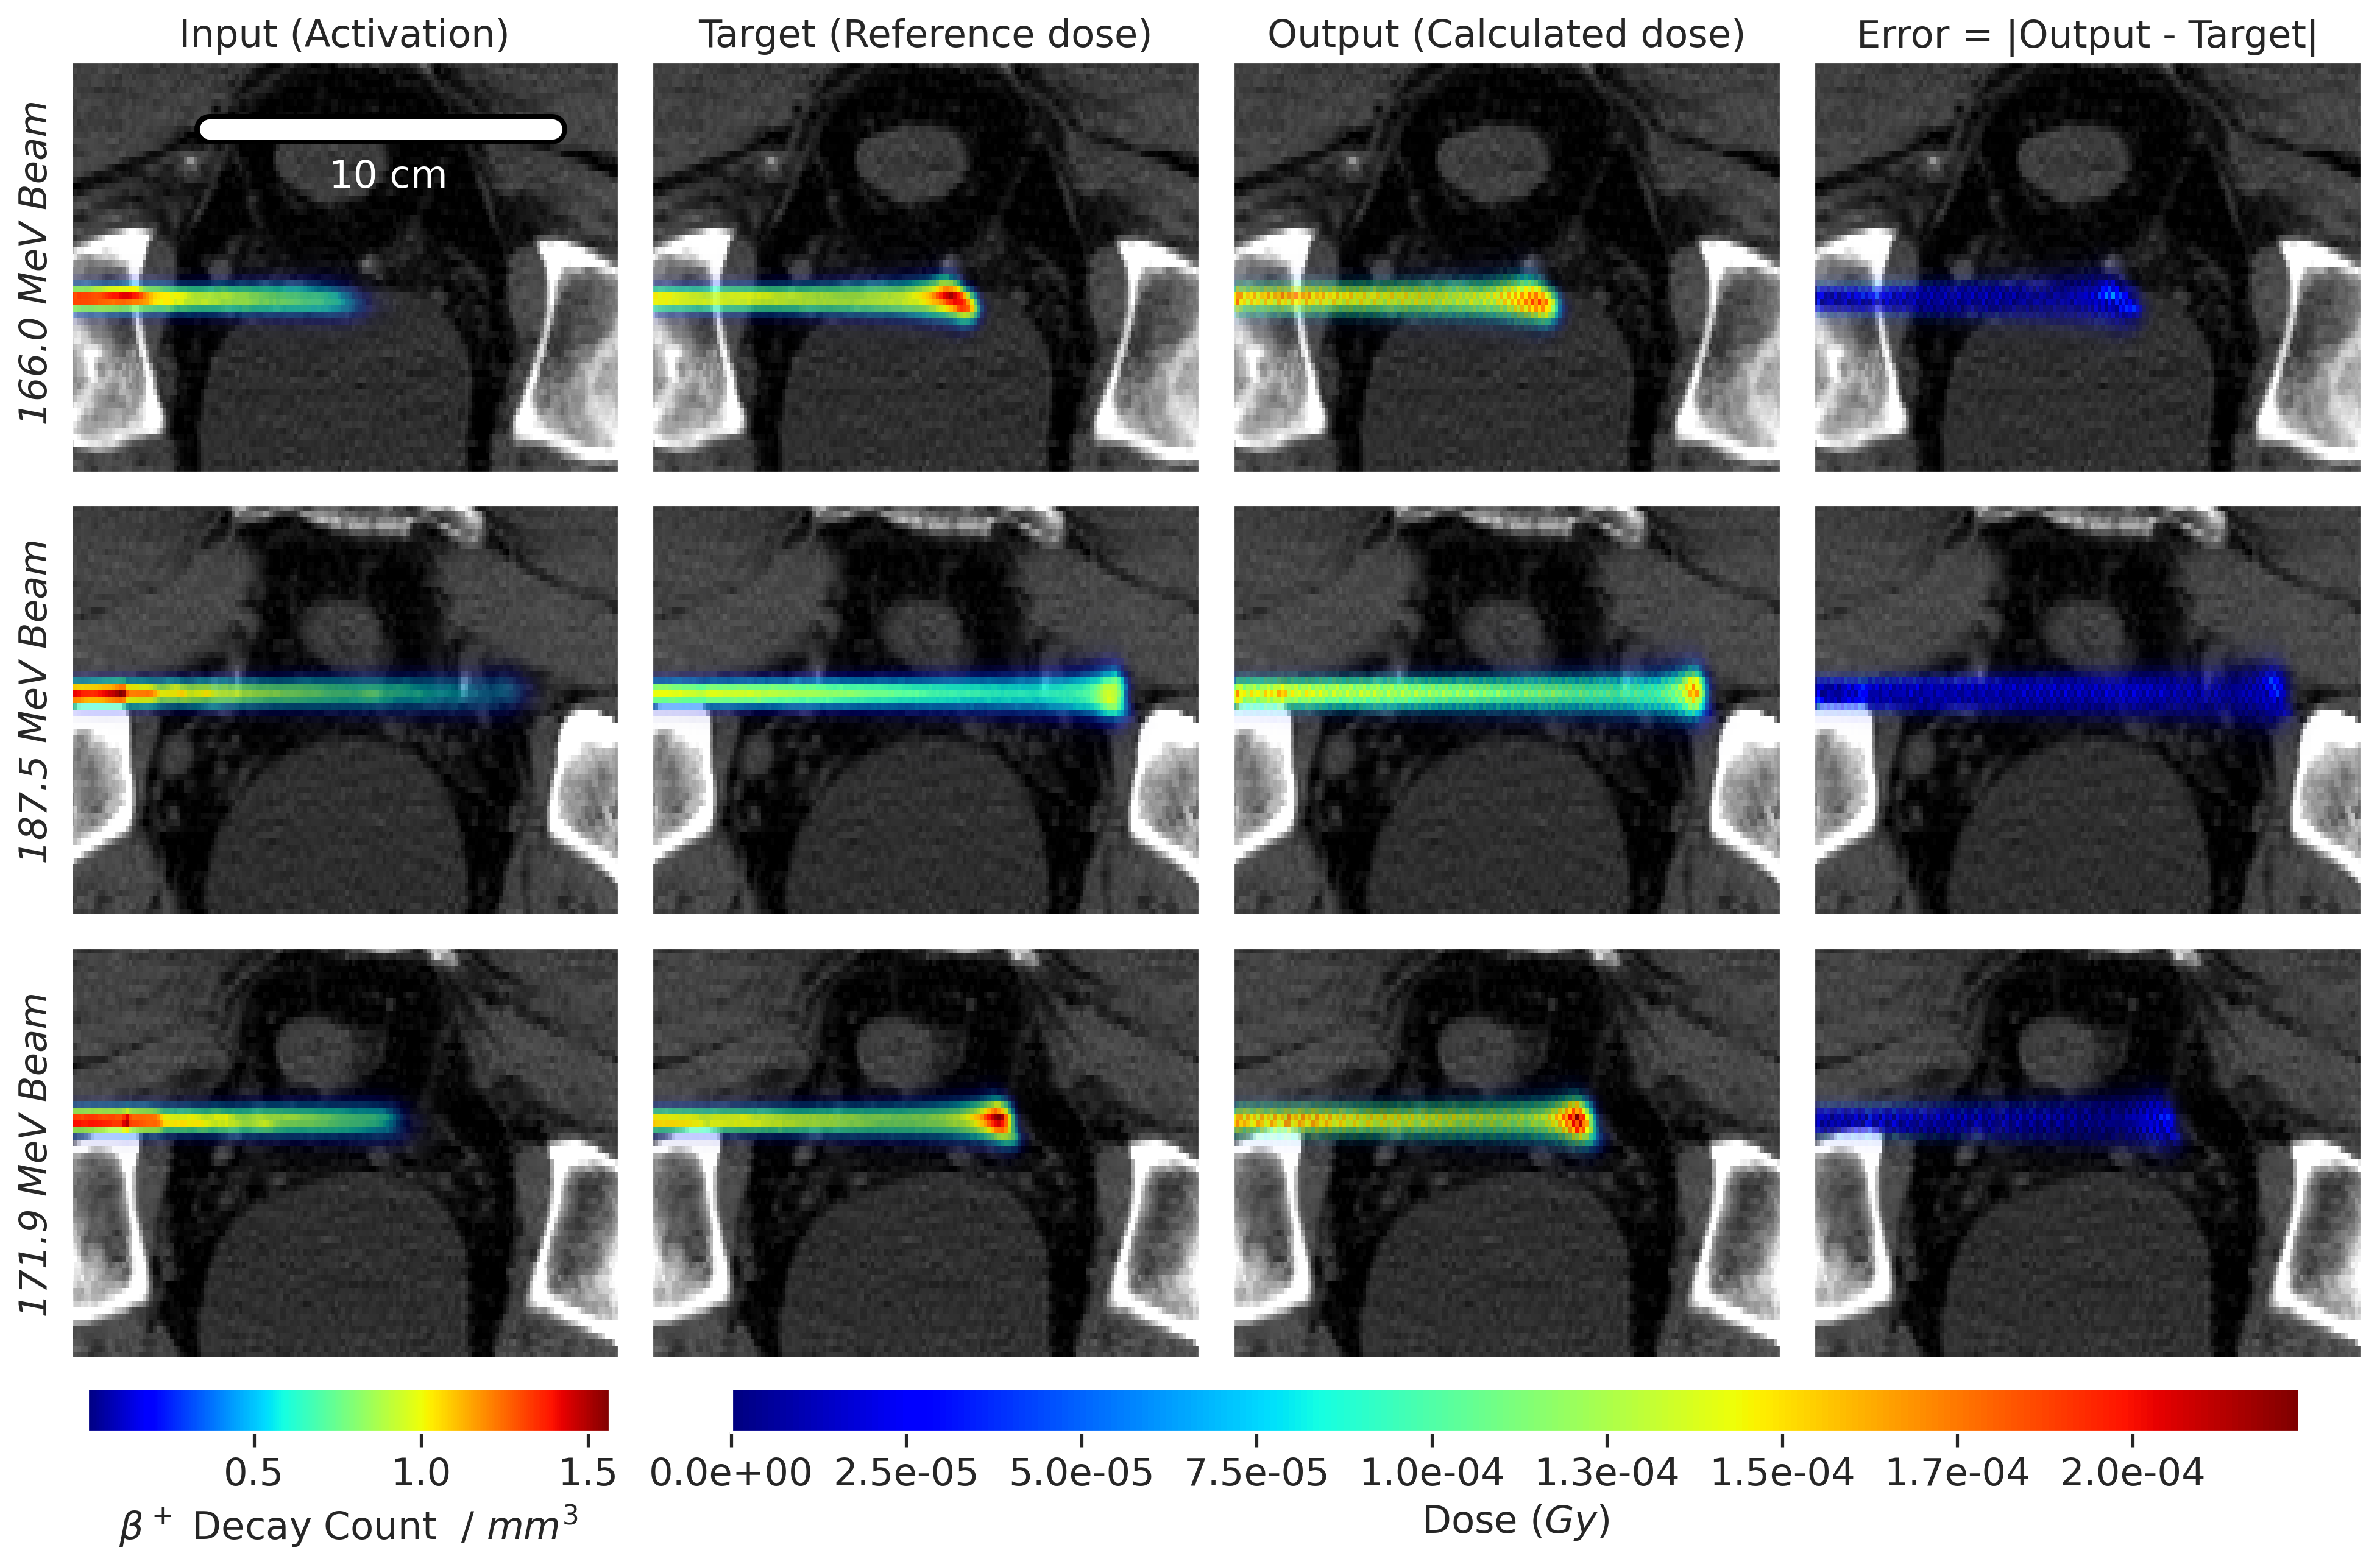 Input (Activation)
Target (Reference dose)
Output (Calculated dose)
Error = |Output - Target|
166.0 MeV Beam
10 cm
187.5 MeV Beam
171.9 MeV Beam
0.5 1.0 1.5
β⁺ Decay Count / mm³
0.0e+00 2.5e-05 5.0e-05 7.5e-05 1.0e-04 1.3e-04 1.5e-04 1.7e-04 2.0e-04
Dose (Gy)